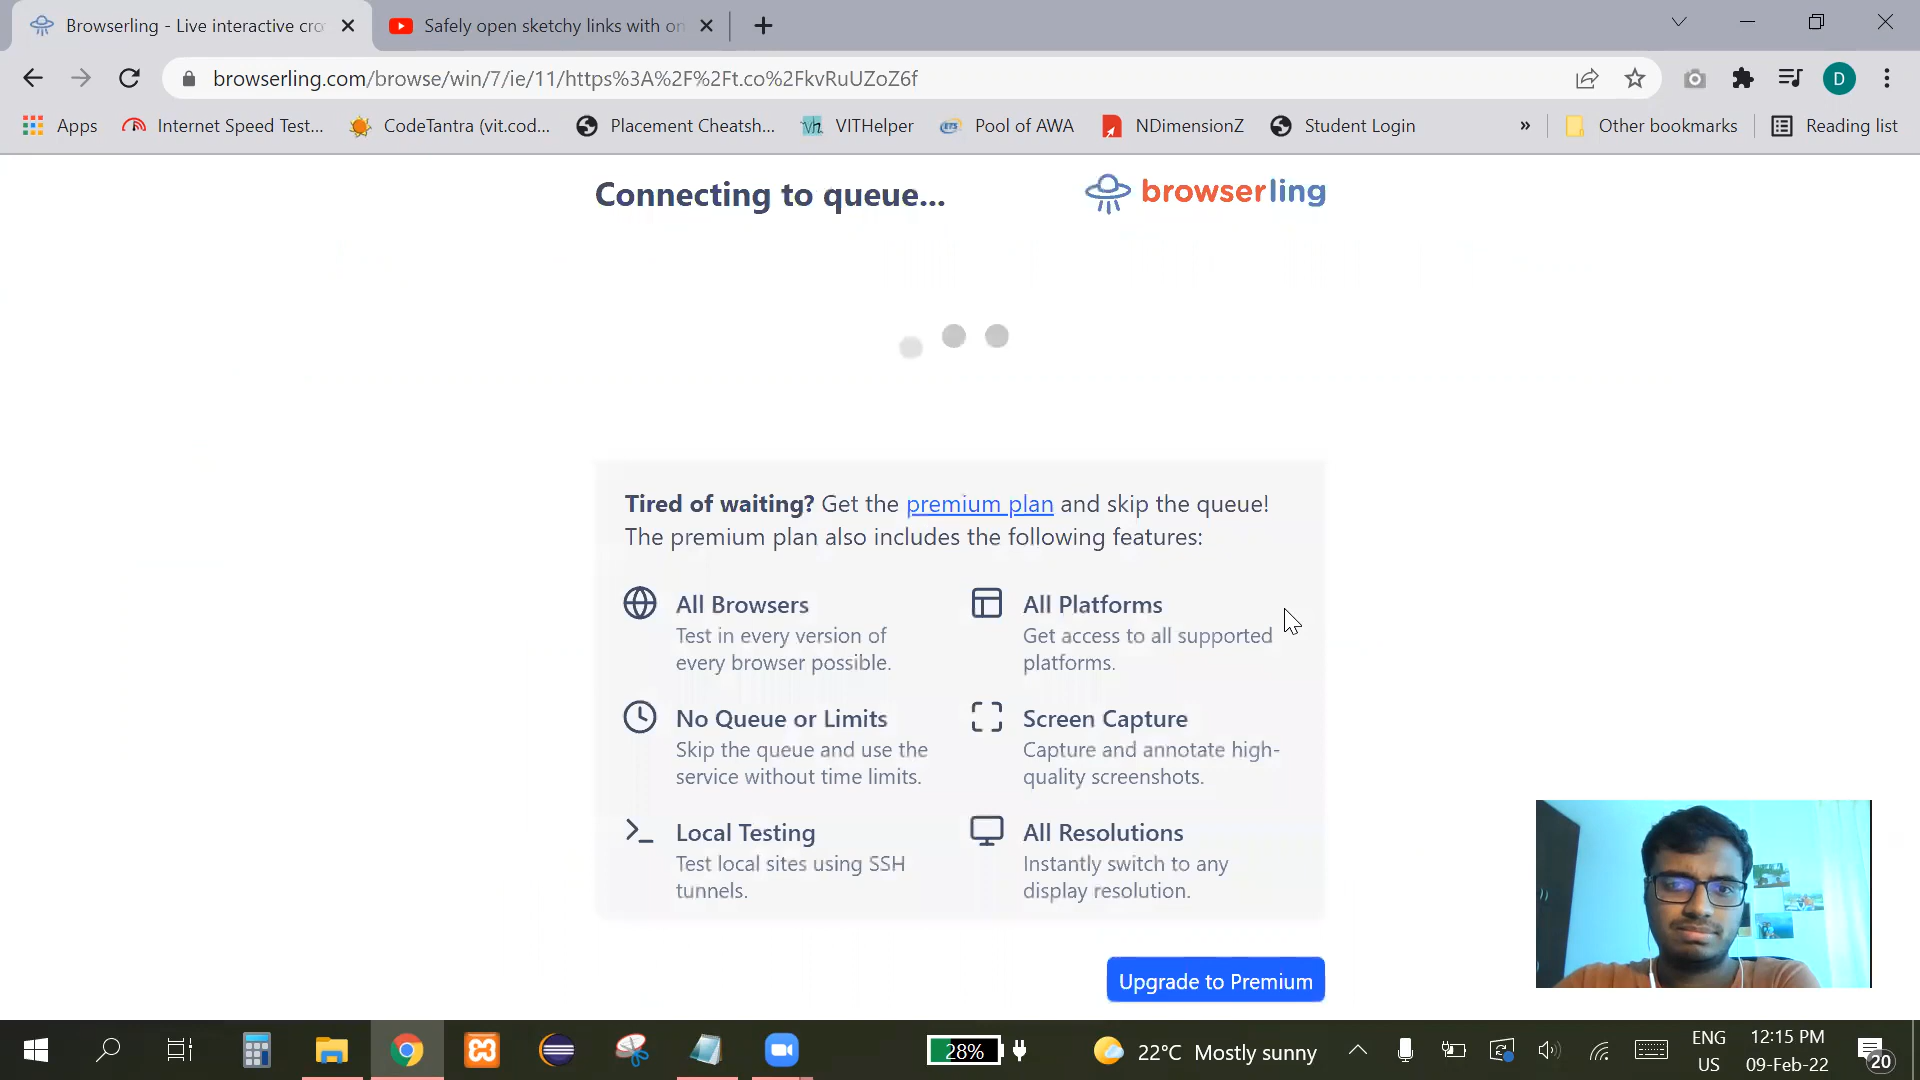 Browserling - Live interactive cro
Safely open sketchy links with on
browserling.com/browse/win/7/ie/11/https%3A%2F%2Ft.co%2FkvRuUZoZ6f
D
Apps
Internet Speed Test...
CodeTantra (vit.cod...
Placement Cheatsh...
VITHelper
Pool of AWA
NDimensionZ
Student Login
»
Other bookmarks
Reading list
Connecting to queue...
browserling
Tired of waiting? Get the premium plan and skip the queue!
The premium plan also includes the following features:
All Browsers
Test in every version of
every browser possible.
All Platforms
Get access to all supported
platforms.
No Queue or Limits
Skip the queue and use the
service without time limits.
Screen Capture
Capture and annotate high-
quality screenshots.
Local Testing
Test local sites using SSH
tunnels.
All Resolutions
Instantly switch to any
display resolution.
Upgrade to Premium
28%
22°C Mostly sunny
ENG
US
12:15 PM
09-Feb-22
20